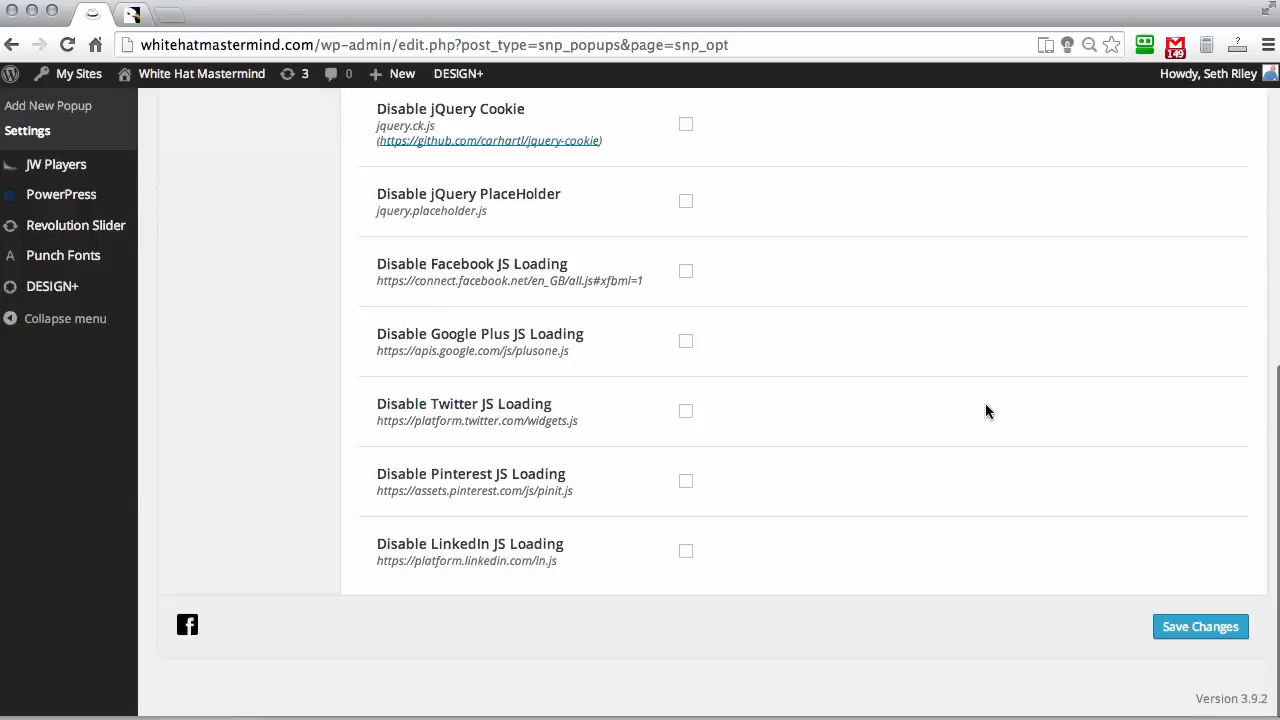 whitehatmastermind.com/wp-admin/edit.php?post_type=snp_popups&page=snp_opt
149
My Sites White Hat Mastermind 3 0 New DESIGN+ Howdy, Seth Riley
Add New Popup
Settings
JW Players
PowerPress
Revolution Slider
Punch Fonts
DESIGN+
Collapse menu
Disable jQuery Cookie
jquery.ck.js
(https://github.com/carhartl/jquery-cookie)
Disable jQuery PlaceHolder
jquery.placeholder.js
Disable Facebook JS Loading
https://connect.facebook.net/en_GB/all.js#xfbml=1
Disable Google Plus JS Loading
https://apis.google.com/js/plusone.js
Disable Twitter JS Loading
https://platform.twitter.com/widgets.js
Disable Pinterest JS Loading
https://assets.pinterest.com/js/pinit.js
Disable LinkedIn JS Loading
https://platform.linkedin.com/in.js
Save Changes
Version 3.9.2